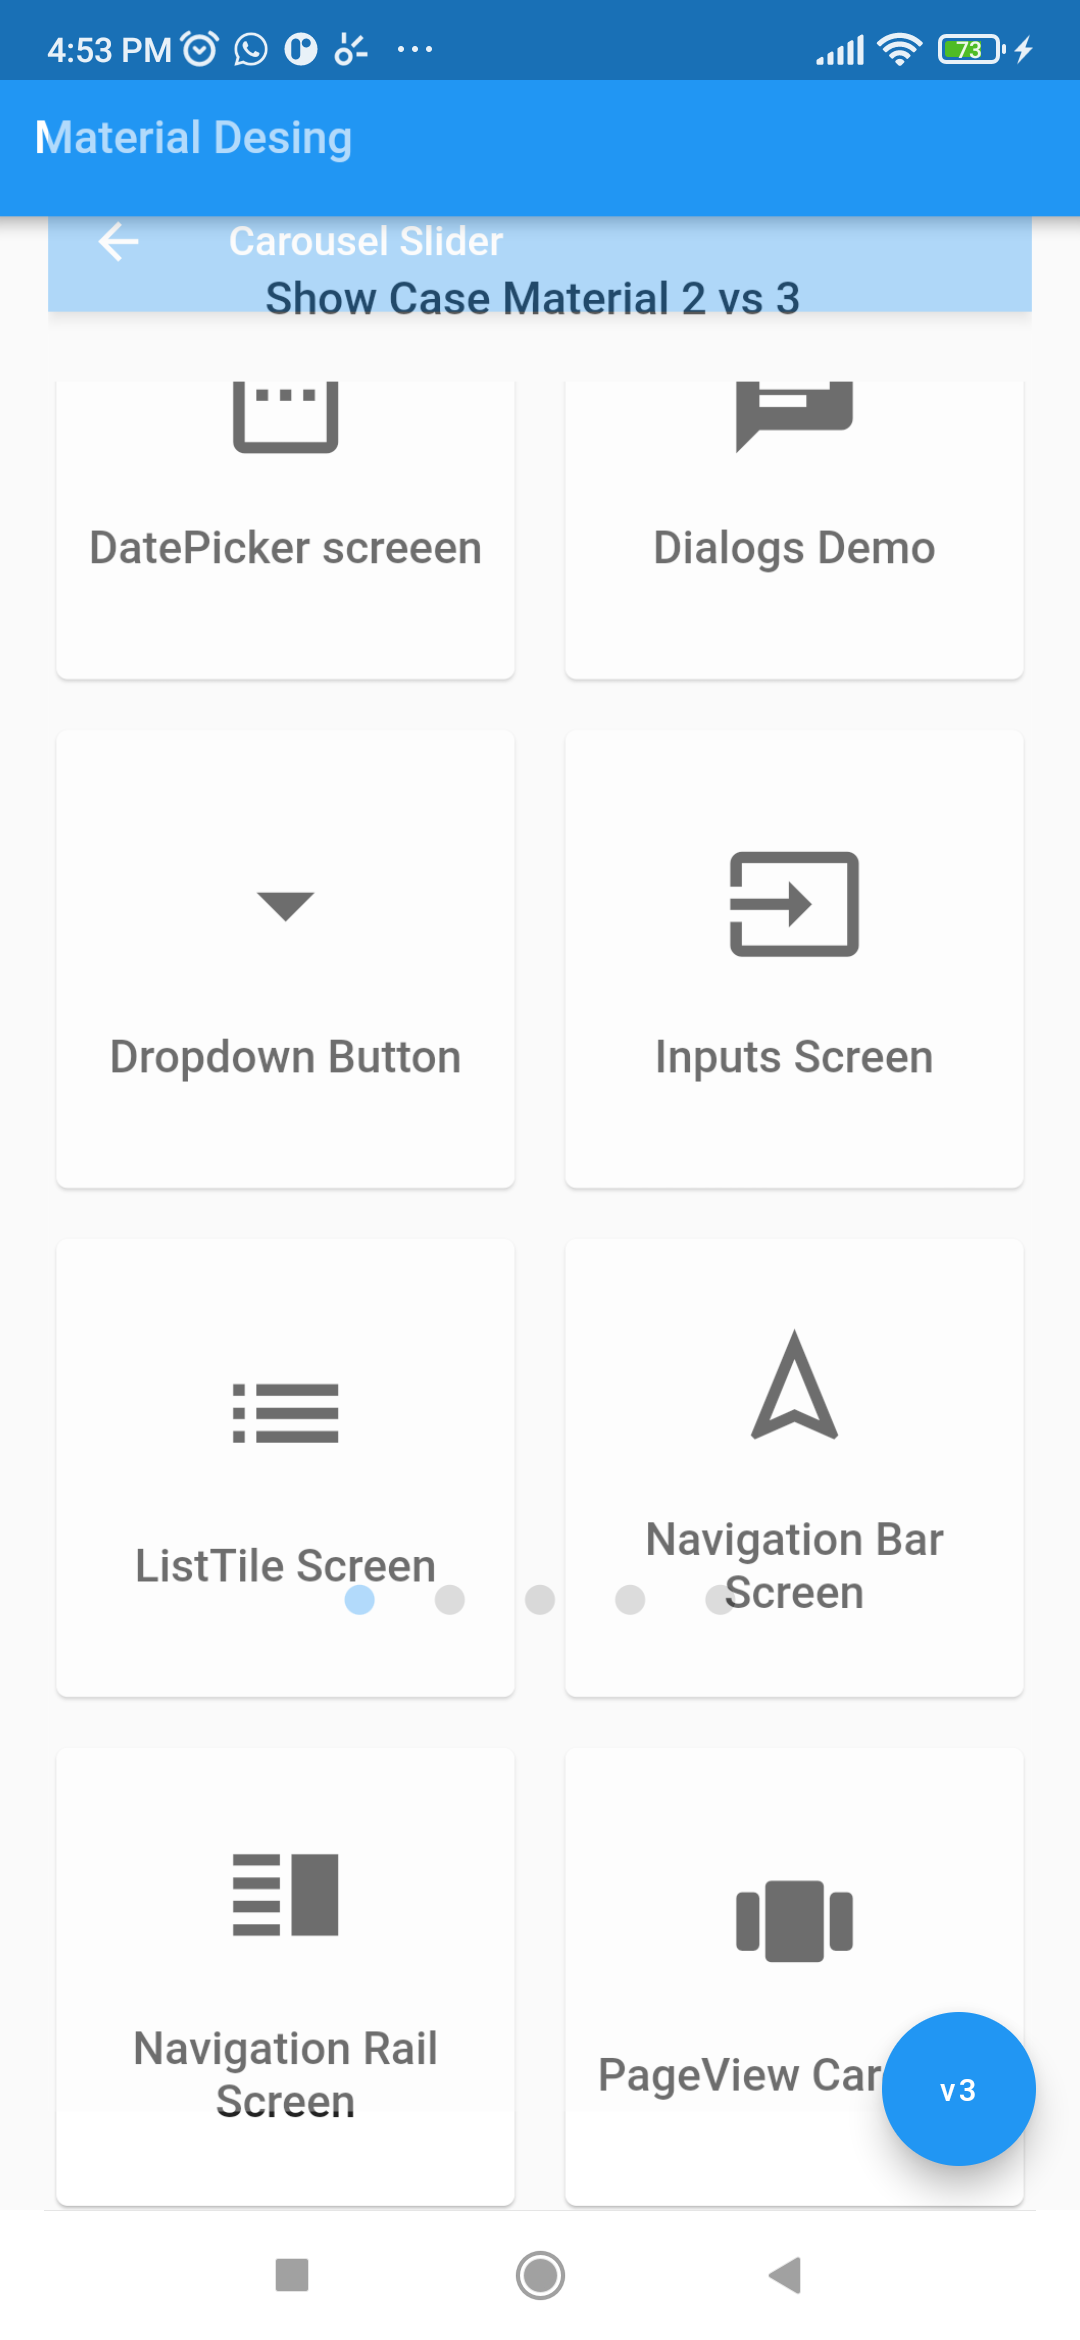 4:53 PM
73
Material Desing
Carousel Slider
Show Case Material 2 vs 3
DatePicker screeen
Dialogs Demo
Dropdown Button
Inputs Screen
ListTile Screen
Navigation Bar
Screen
Navigation Rail
Screen
PageView Car
v3